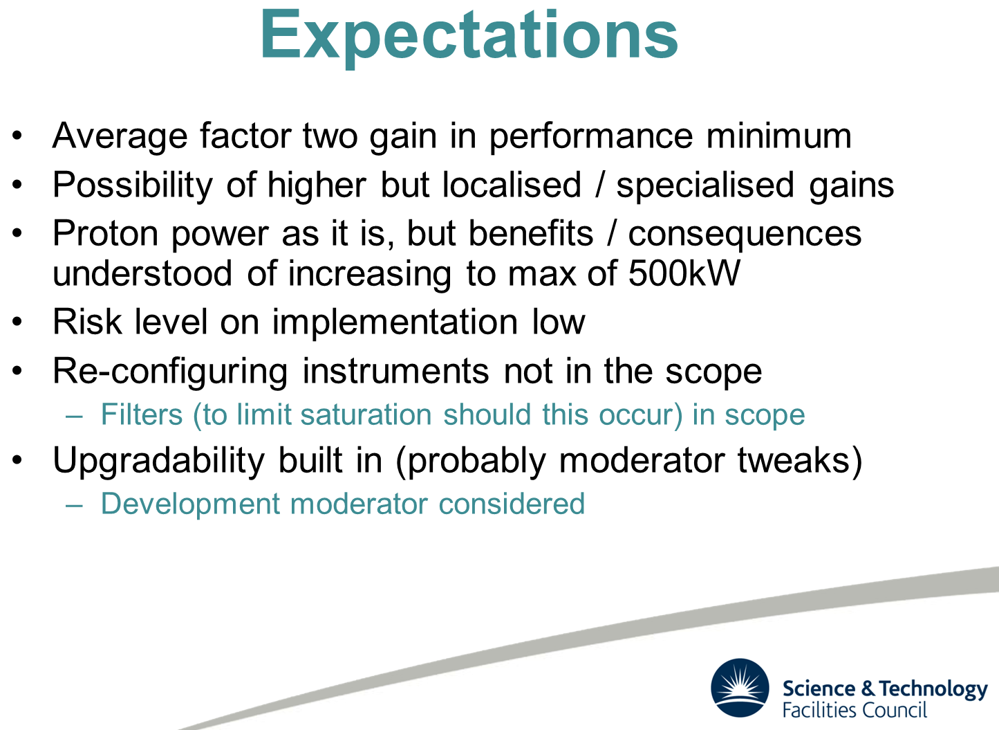 Expectations
• Average factor two gain in performance minimum
• Possibility of higher but localised / specialised gains
• Proton power as it is, but benefits / consequences
understood of increasing to max of 500kW
• Risk level on implementation low
• Re-configuring instruments not in the scope
– Filters (to limit saturation should this occur) in scope
• Upgradability built in (probably moderator tweaks)
– Development moderator considered
Science & Technology
Facilities Council